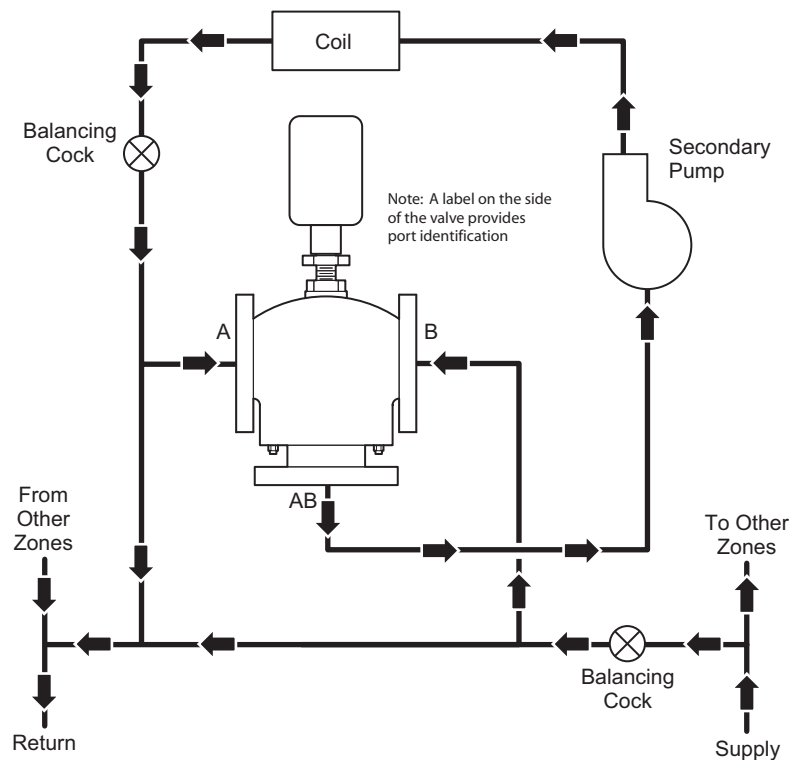 Coil
Balancing
Cock
Secondary
Pump
Note: A label on the side
of the valve provides
port identification
A
B
AB
From
Other
Zones
To Other
Zones
Balancing
Cock
Return
Supply